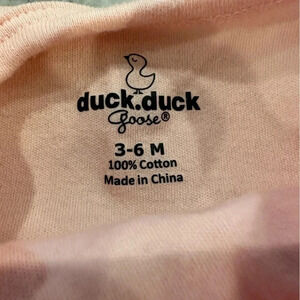 duck.duck
goose®
3-6 M
100% Cotton
Made in China